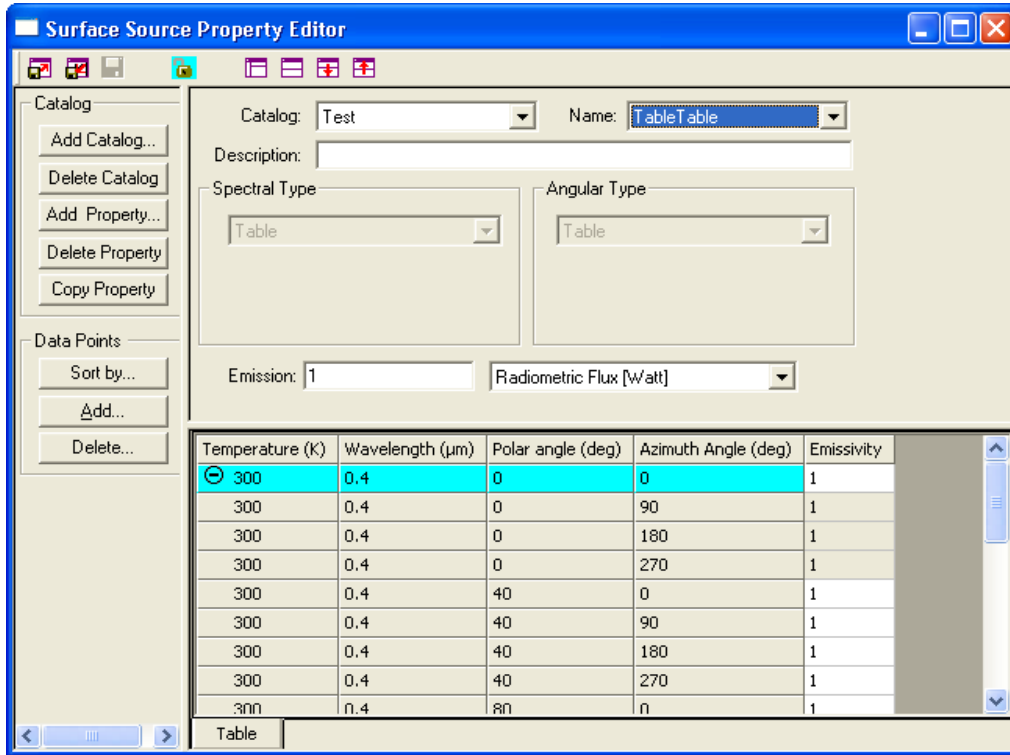 Surface Source Property Editor
Catalog
Add Catalog...
Delete Catalog
Add Property...
Delete Property
Copy Property
Data Points
Sort by...
Add...
Delete...
Catalog: Test Name: TableTable
Description:
Spectral Type
Table
Angular Type
Table
Emission: 1 Radiometric Flux [Watt]
Temperature (K) Wavelength (µm) Polar angle (deg) Azimuth Angle (deg) Emissivity
300 0.4 0 0 1
300 0.4 0 90 1
300 0.4 0 180 1
300 0.4 0 270 1
300 0.4 40 0 1
300 0.4 40 90 1
300 0.4 40 180 1
300 0.4 40 270 1
300 0.4 80 0 1
Table